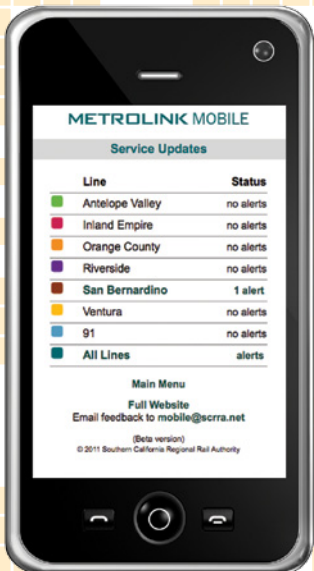 METROLINK MOBILE
Service Updates
Line Status
Antelope Valley no alerts
Inland Empire no alerts
Orange County no alerts
Riverside no alerts
San Bernardino 1 alert
Ventura no alerts
91 no alerts
All Lines alerts
Main Menu
Full Website
Email feedback to mobile@scrra.net
(Beta version)
© 2011 Southern California Regional Rail Authority